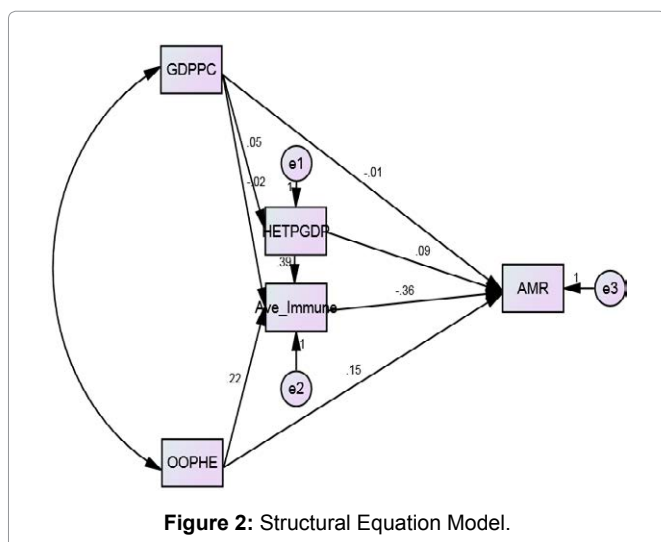 GDPPC
.05
-.02
-.01
e1
1
HETPGDP
.39
.09
Ave_Immune
-.36
AMR
1
e3
1
e2
.22
.15
OOPHE
Figure 2: Structural Equation Model.